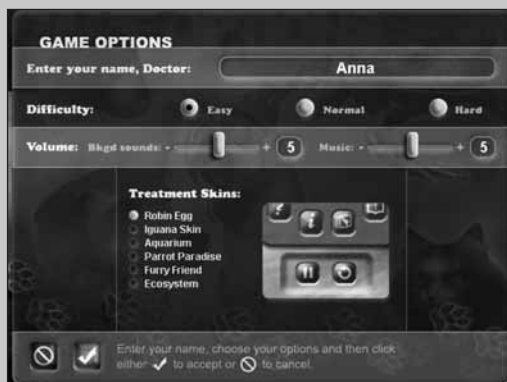 GAME OPTIONS
Enter your name, Doctor: Anna
Difficulty: Easy Normal Hard
Volume: Bkgd sounds: - + 5 Music: - + 5
Treatment Skins:
Robin Egg
Iguana Skin
Aquarium
Parrot Paradise
Furry Friend
Ecosystem
Enter your name, choose your options and then click
either to accept or to cancel.